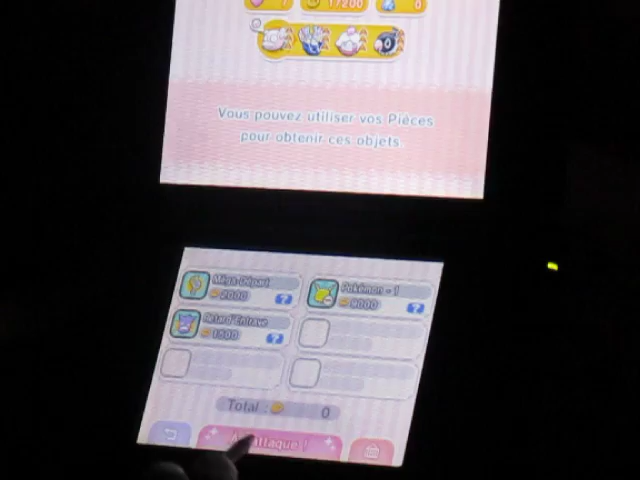 17200
0
Vous pouvez utiliser vos Pièces
pour obtenir ces objets.
Méga-Départ
2000
?
Pokémon - 1
9000
?
Retard Entrave
1500
?
Total : 0
À l'attaque !